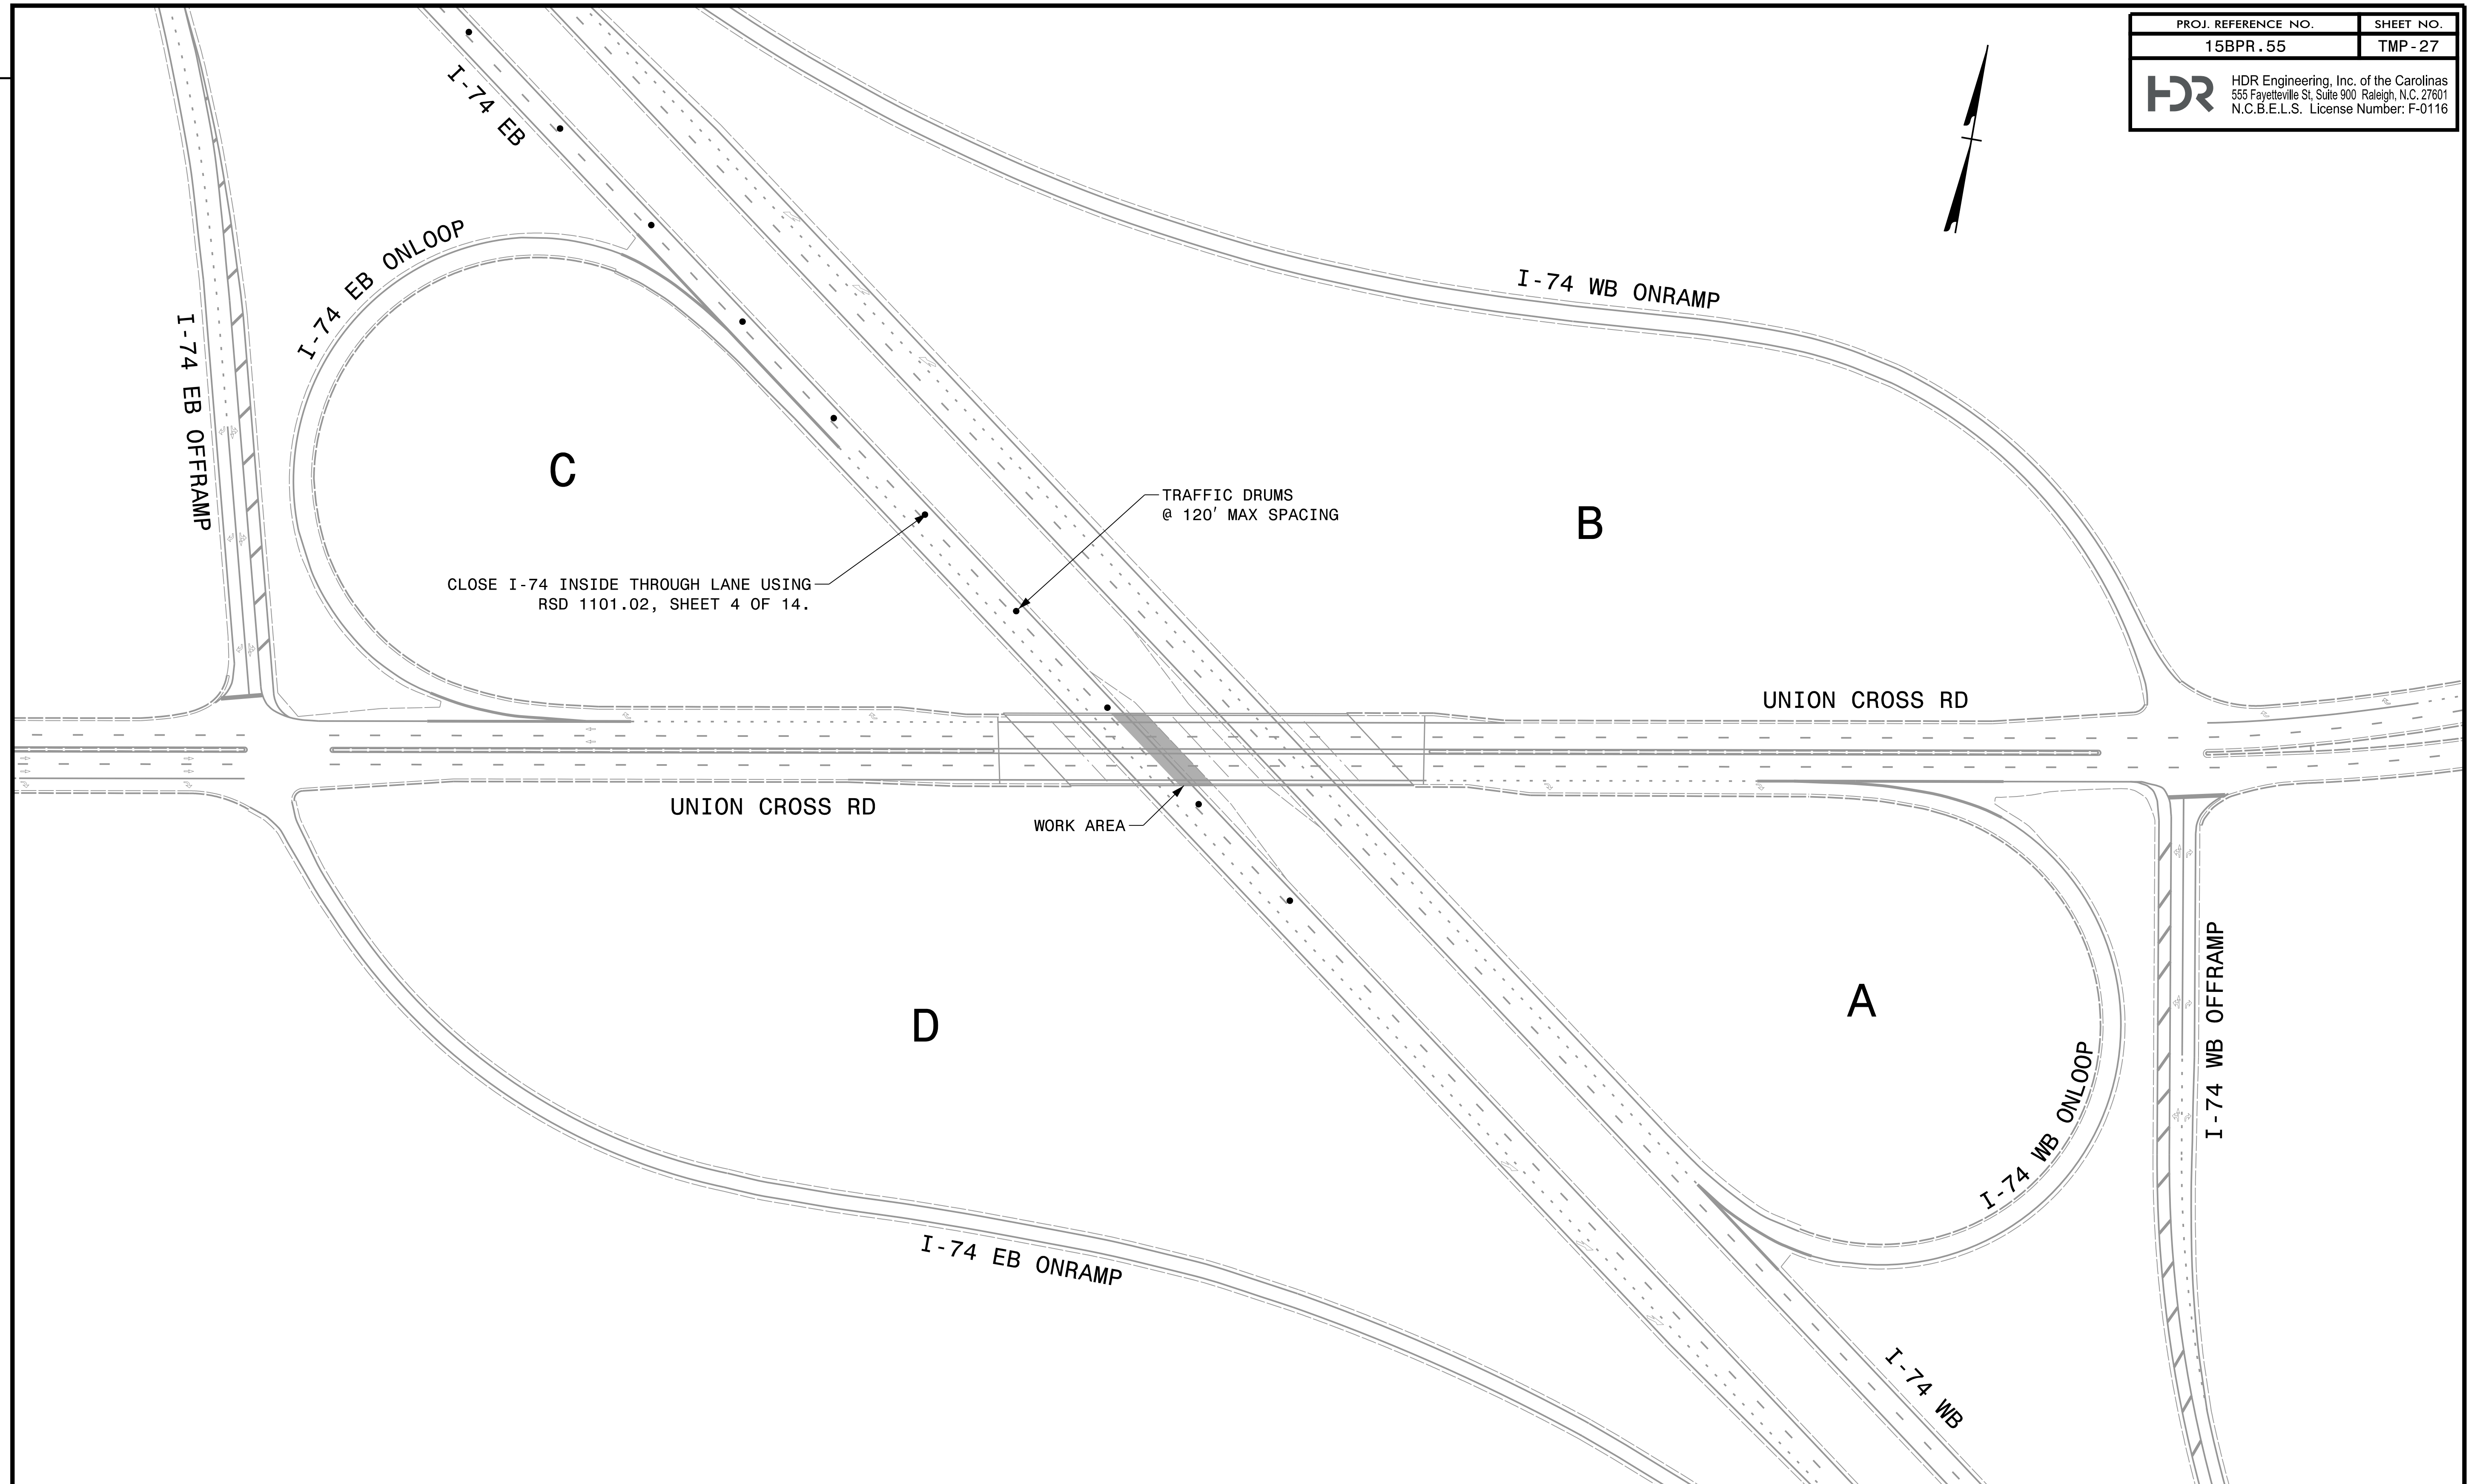 PROJ. REFERENCE NO. SHEET NO.
15BPR.55 TMP-27
HDR
HDR Engineering, Inc. of the Carolinas
555 Fayetteville St, Suite 900 Raleigh, N.C. 27601
N.C.B.E.L.S. License Number: F-0116
I-74 EB
I-74 EB ONLOOP
I-74 WB ONRAMP
I-74 EB OFFRAMP
C
TRAFFIC DRUMS
@ 120' MAX SPACING
B
CLOSE I-74 INSIDE THROUGH LANE USING
RSD 1101.02, SHEET 4 OF 14.
UNION CROSS RD
UNION CROSS RD
WORK AREA
D
A
I-74 WB OFFRAMP
I-74 WB ONLOOP
I-74 EB ONRAMP
I-74 WB